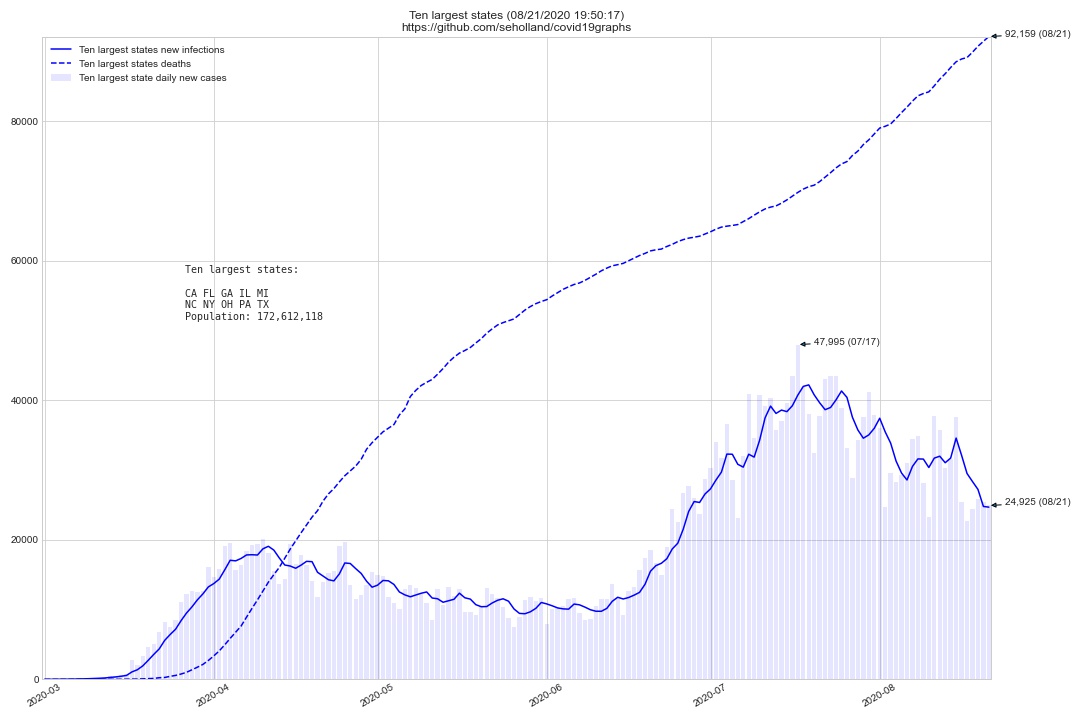 Ten largest states (08/21/2020 19:50:17)
https://github.com/seholland/covid19graphs
92,159 (08/21)
Ten largest states new infections
Ten largest states deaths
Ten largest state daily new cases
80000
60000
Ten largest states:
CA FL GA IL MI
NC NY OH PA TX
Population: 172,612,118
47,995 (07/17)
40000
24,925 (08/21)
20000
0
2020-03
2020-04
2020-05
2020-06
2020-07
2020-08